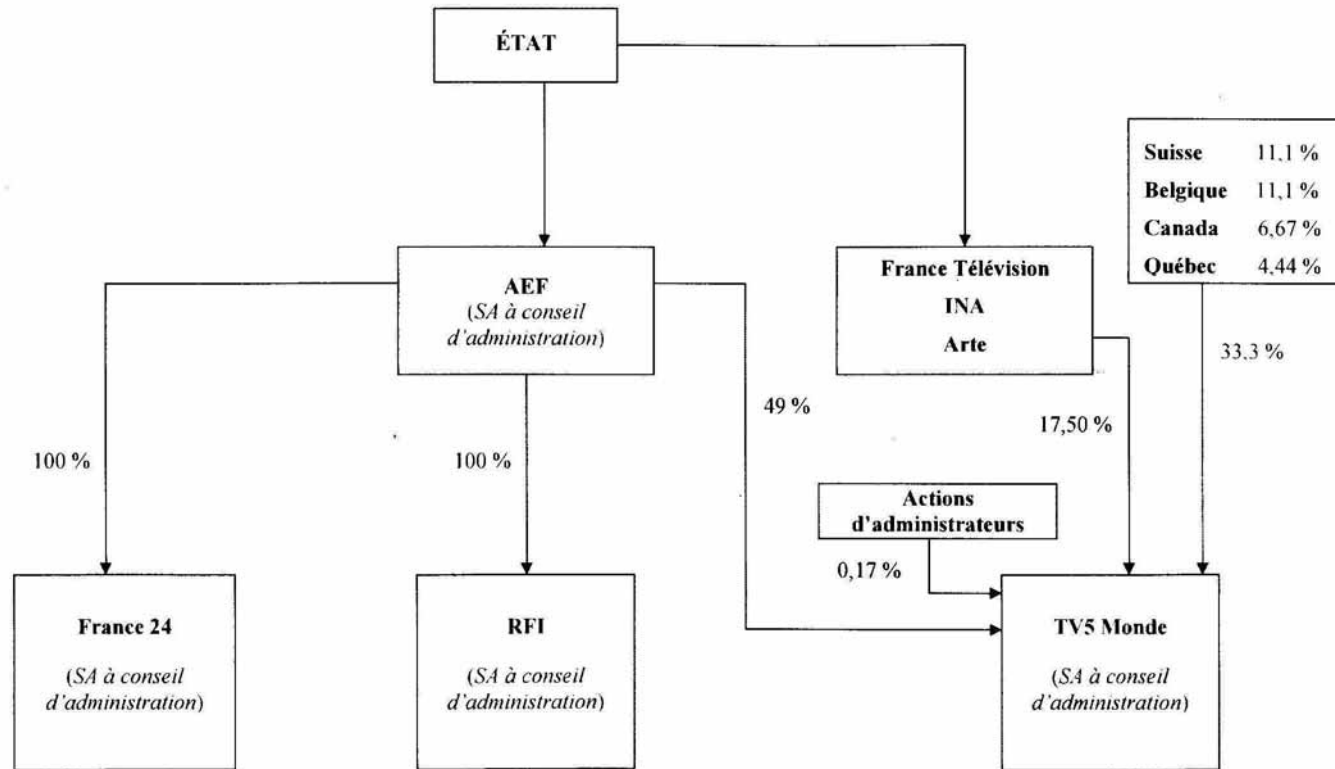 ÉTAT
Suisse 11,1 %
Belgique 11,1 %
Canada 6,67 %
Québec 4,44 %
AEF
(SA à conseil
d'administration)
France Télévision
INA
Arte
33,3 %
49 %
17,50 %
100 %
100 %
Actions
d'administrateurs
0,17 %
France 24
(SA à conseil
d'administration)
RFI
(SA à conseil
d'administration)
TV5 Monde
(SA à conseil
d'administration)